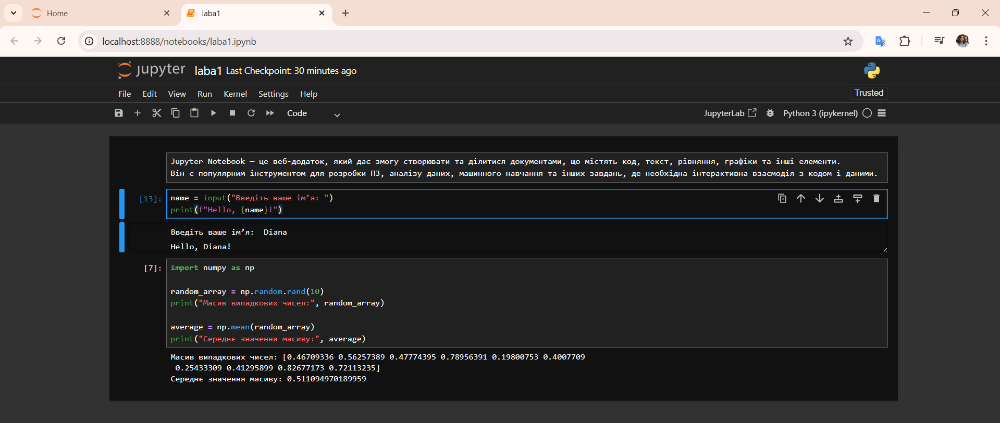 Home
laba1
localhost:8888/notebooks/laba1.ipynb
jupyter laba1 Last Checkpoint: 30 minutes ago
File Edit View Run Kernel Settings Help Trusted
Code JupyterLab Python 3 (ipykernel)
Jupyter Notebook — це веб-додаток, який дає змогу створювати та ділитися документами, що містять код, текст, рівняння, графіки та інші елементи.
Він є популярним інструментом для розробки ПЗ, аналізу даних, машинного навчання та інших завдань, де необхідна інтерактивна взаємодія з кодом і даними.
[13]: name = input("Введіть ваше ім’я: ")
print(f"Hello, {name}!")
Введіть ваше ім’я:  Diana
Hello, Diana!
[7]: import numpy as np
random_array = np.random.rand(10)
print("Масив випадкових чисел:", random_array)
average = np.mean(random_array)
print("Середнє значення масиву:", average)
Масив випадкових чисел: [0.46709336 0.56257389 0.47774395 0.78956391 0.19800753 0.4007709
0.25433309 0.41295899 0.82677173 0.72113235]
Середнє значення масиву: 0.511094970189959